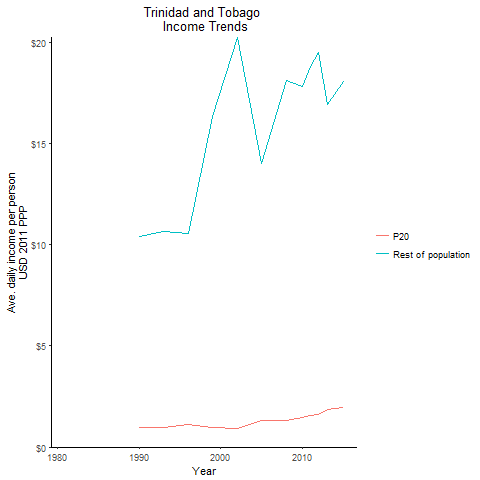 Trinidad and Tobago
Income Trends
$20
$15
$10
$5
$0
Ave. daily income per person
USD 2011 PPP
1980
1990
2000
2010
Year
P20
Rest of population